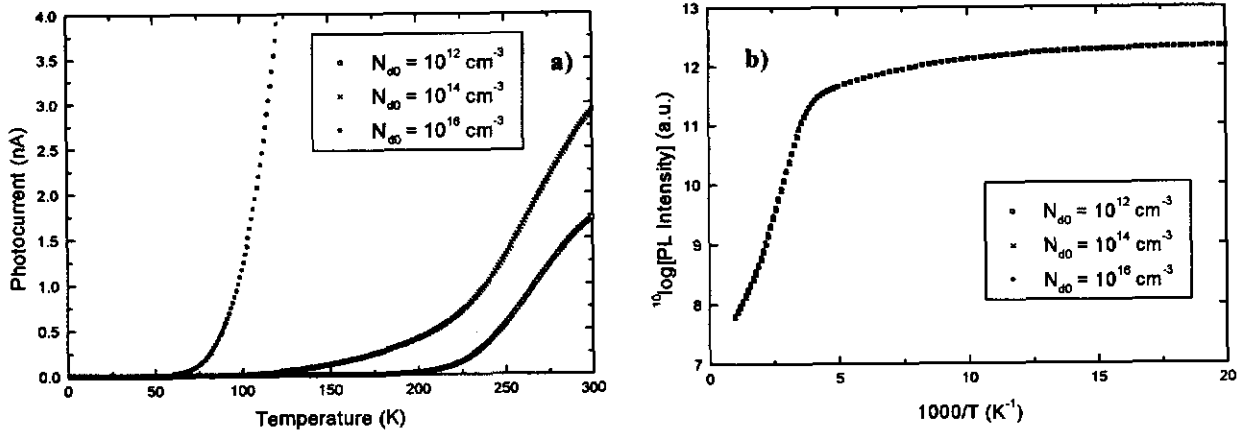 4.0
3.5
3.0
2.5
2.0
1.5
1.0
0.5
0.0
Photocurrent (nA)
0 50 100 150 200 250 300
Temperature (K)
N_d0 = 10^12 cm^-3
N_d0 = 10^14 cm^-3
N_d0 = 10^16 cm^-3
a)
13
12
11
10
9
8
7
^10log[PL Intensity] (a.u.)
0 5 10 15 20
1000/T (K^-1)
b)
N_d0 = 10^12 cm^-3
N_d0 = 10^14 cm^-3
N_d0 = 10^16 cm^-3